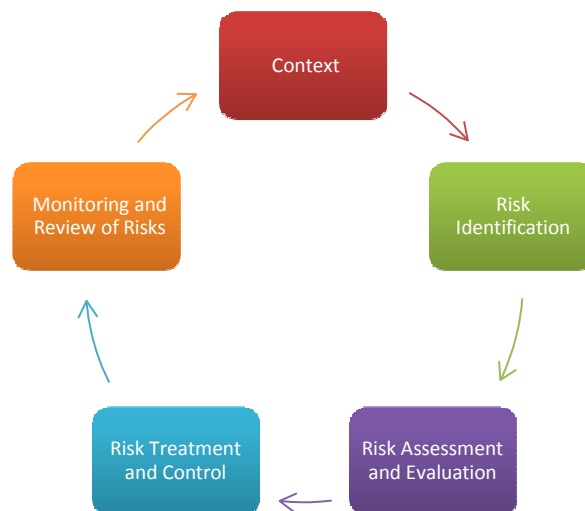 Context
Risk
Identification
Risk Assessment
and Evaluation
Risk Treatment
and Control
Monitoring and
Review of Risks